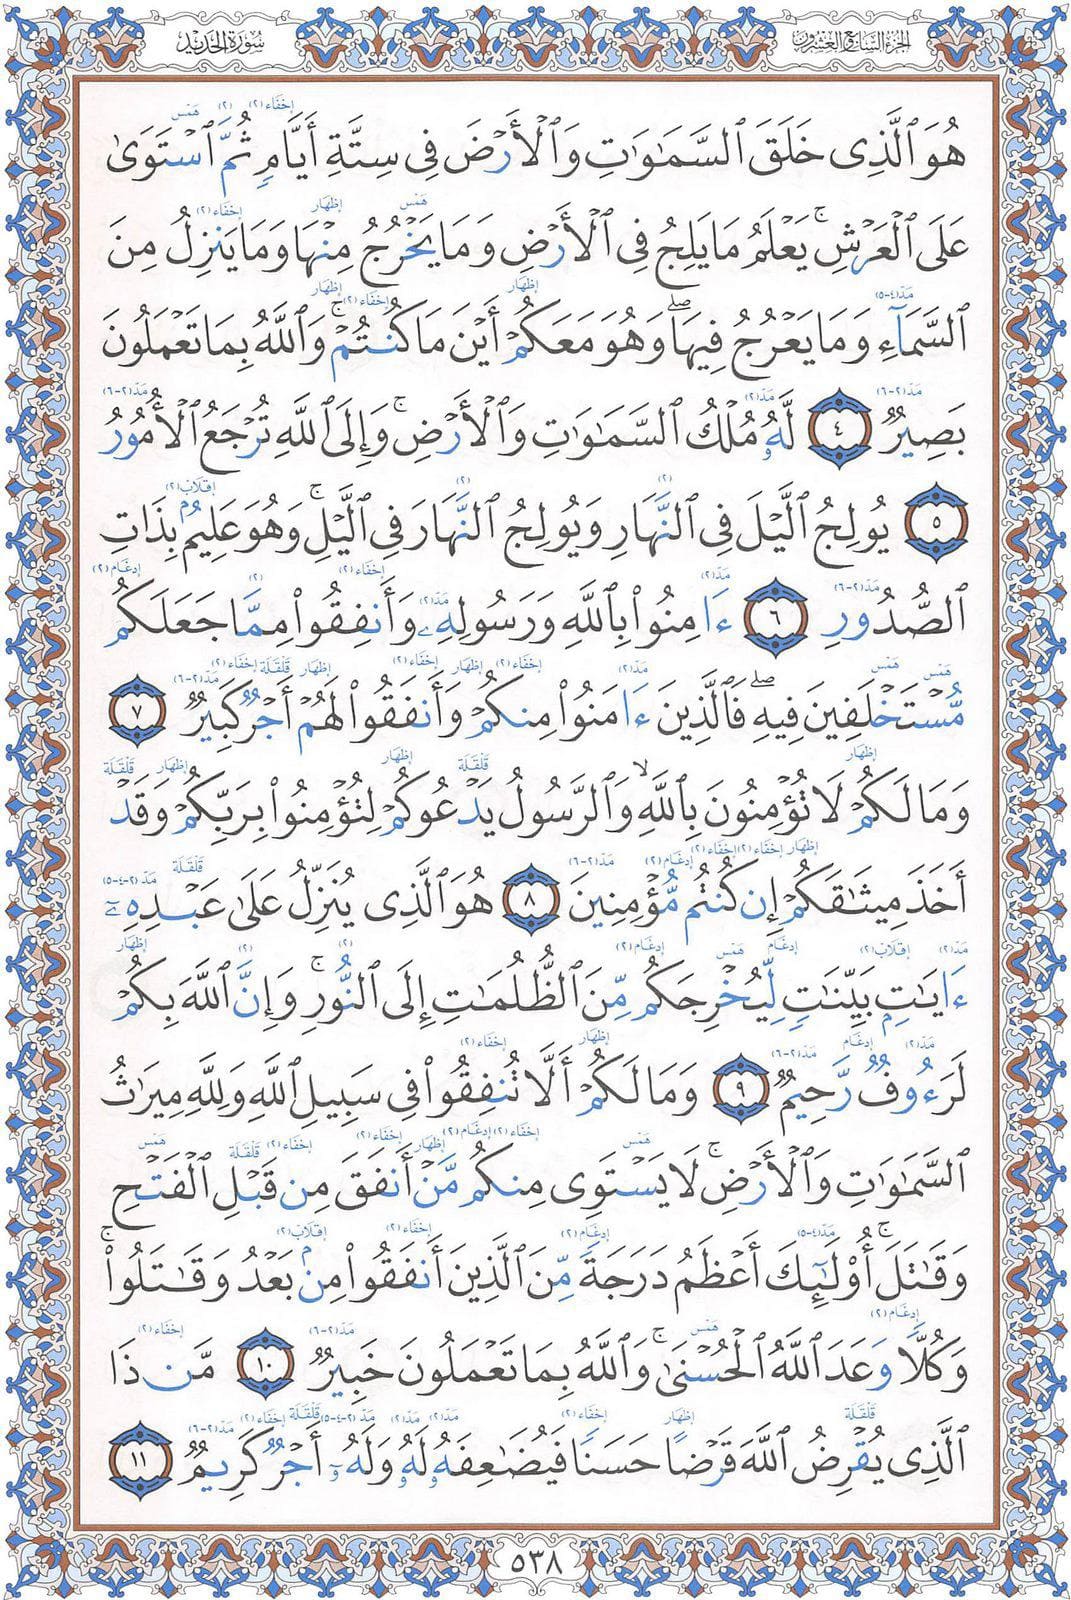 الجزء السابع والعشرون
سورة الحديد
هُوَ ٱلَّذِى خَلَقَ ٱلسَّمَـٰوَٰتِ وَٱلْأَرْضَ فِى سِتَّةِ أَيَّامٍ ثُمَّ ٱسْتَوَىٰ
عَلَى ٱلْعَرْشِ ۚ يَعْلَمُ مَا يَلِجُ فِى ٱلْأَرْضِ وَمَا يَخْرُجُ مِنْهَا وَمَا يَنزِلُ مِنَ
ٱلسَّمَآءِ وَمَا يَعْرُجُ فِيهَا ۖ وَهُوَ مَعَكُمْ أَيْنَ مَا كُنتُمْ ۚ وَٱللَّهُ بِمَا تَعْمَلُونَ
بَصِيرٌ ٤ لَّهُۥ مُلْكُ ٱلسَّمَـٰوَٰتِ وَٱلْأَرْضِ ۚ وَإِلَى ٱللَّهِ تُرْجَعُ ٱلْأُمُورُ
٥ يُولِجُ ٱلَّيْلَ فِى ٱلنَّهَارِ وَيُولِجُ ٱلنَّهَارَ فِى ٱلَّيْلِ ۚ وَهُوَ عَلِيمٌۢ بِذَاتِ
ٱلصُّدُورِ ٦ ءَامِنُوا۟ بِٱللَّهِ وَرَسُولِهِۦ وَأَنفِقُوا۟ مِمَّا جَعَلَكُم
مُّسْتَخْلَفِينَ فِيهِ ۖ فَٱلَّذِينَ ءَامَنُوا۟ مِنكُمْ وَأَنفَقُوا۟ لَهُمْ أَجْرٌ كَبِيرٌ ٧
وَمَا لَكُمْ لَا تُؤْمِنُونَ بِٱللَّهِ ۙ وَٱلرَّسُولُ يَدْعُوكُمْ لِتُؤْمِنُوا۟ بِرَبِّكُمْ وَقَدْ
أَخَذَ مِيثَـٰقَكُمْ إِن كُنتُم مُّؤْمِنِينَ ٨ هُوَ ٱلَّذِى يُنَزِّلُ عَلَىٰ عَبْدِهِۦٓ
ءَايَـٰتٍۭ بَيِّنَـٰتٍ لِّيُخْرِجَكُم مِّنَ ٱلظُّلُمَـٰتِ إِلَى ٱلنُّورِ ۚ وَإِنَّ ٱللَّهَ بِكُمْ
لَرَءُوفٌ رَّحِيمٌ ٩ وَمَا لَكُمْ أَلَّا تُنفِقُوا۟ فِى سَبِيلِ ٱللَّهِ وَلِلَّهِ مِيرَٰثُ
ٱلسَّمَـٰوَٰتِ وَٱلْأَرْضِ ۚ لَا يَسْتَوِى مِنكُم مَّنْ أَنفَقَ مِن قَبْلِ ٱلْفَتْحِ
وَقَـٰتَلَ ۚ أُو۟لَـٰٓئِكَ أَعْظَمُ دَرَجَةً مِّنَ ٱلَّذِينَ أَنفَقُوا۟ مِنۢ بَعْدُ وَقَـٰتَلُوا۟ ۚ
وَكُلًّا وَعَدَ ٱللَّهُ ٱلْحُسْنَىٰ ۚ وَٱللَّهُ بِمَا تَعْمَلُونَ خَبِيرٌ ١٠ مَّن ذَا
ٱلَّذِى يُقْرِضُ ٱللَّهَ قَرْضًا حَسَنًا فَيُضَـٰعِفَهُۥ لَهُۥ وَلَهُۥٓ أَجْرٌ كَرِيمٌ ١١
٥٣٨